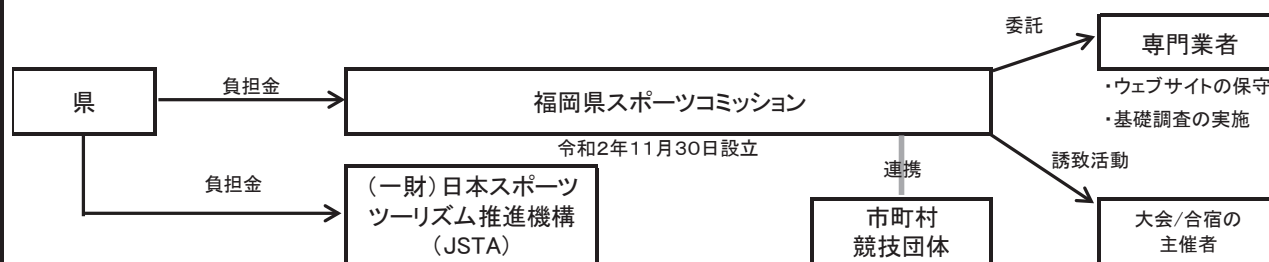 委託
専門業者
・ウェブサイトの保守
・基礎調査の実施
県
負担金
福岡県スポーツコミッション
令和2年11月30日設立
負担金
（一財）日本スポーツ
ツーリズム推進機構
（JSTA）
連携
市町村
競技団体
誘致活動
大会/合宿の
主催者